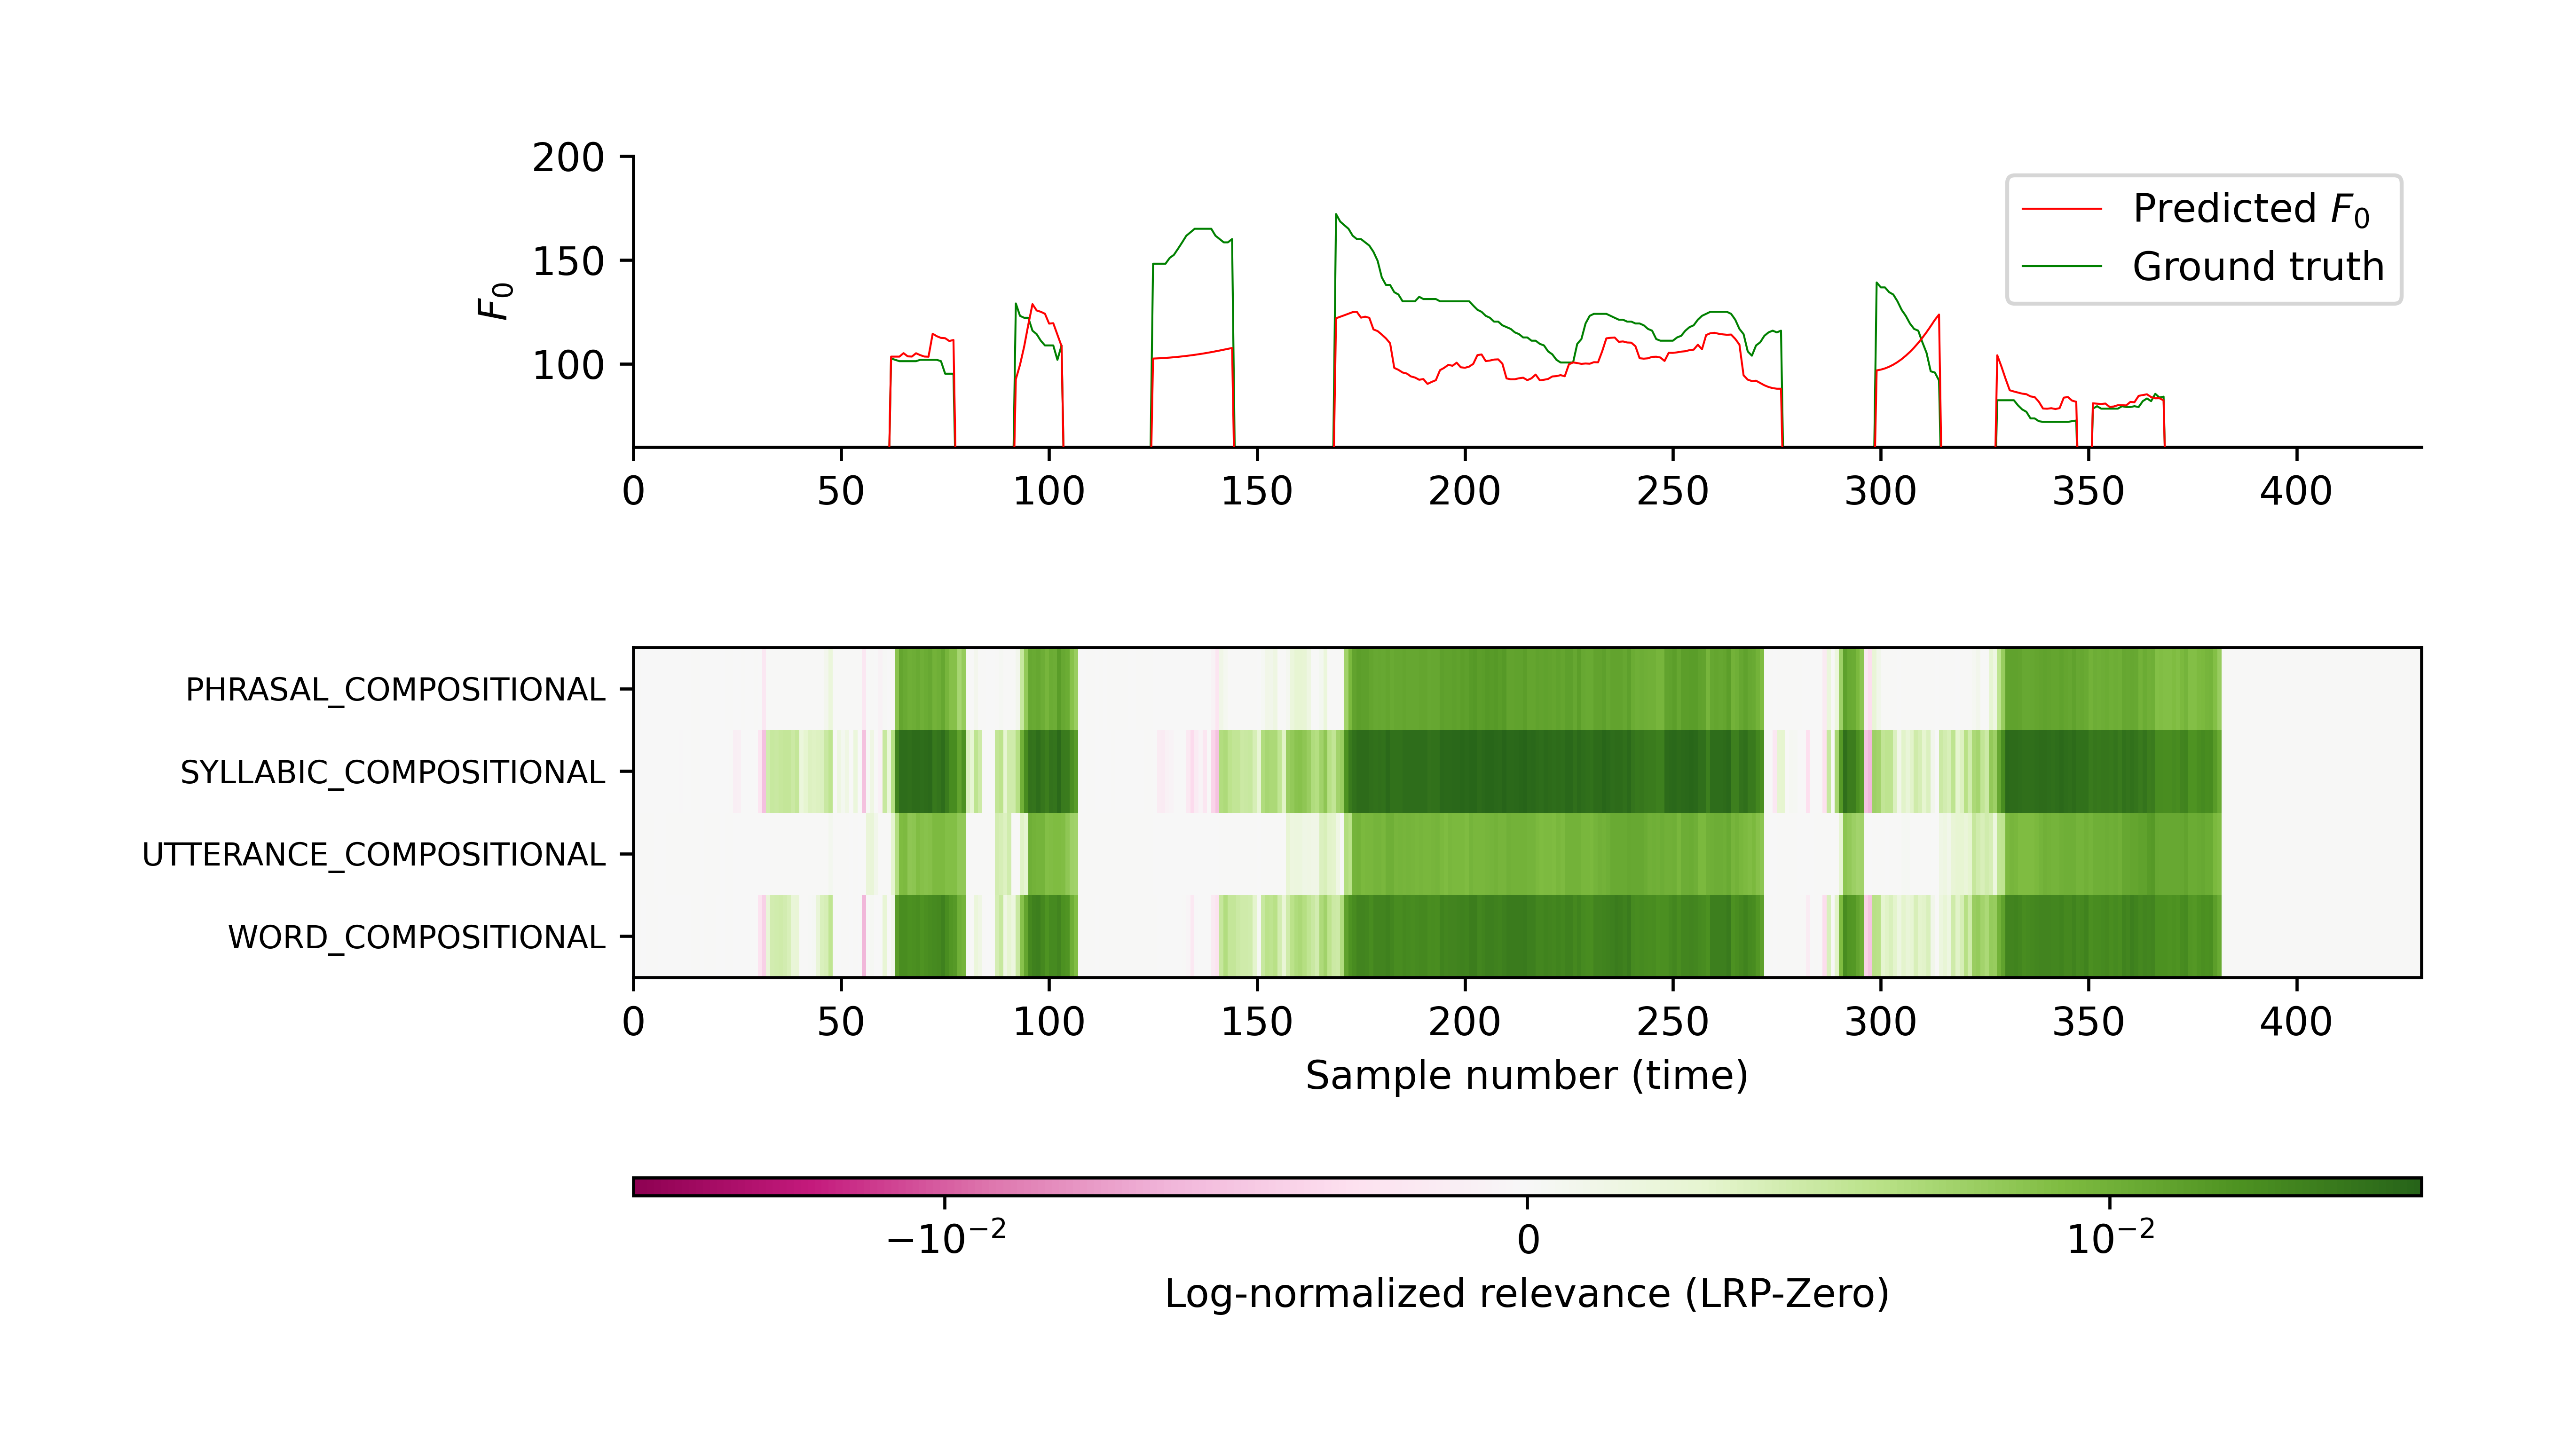 200
150
100
F₀
Predicted F₀
Ground truth
0 50 100 150 200 250 300 350 400
PHRASAL_COMPOSITIONAL
SYLLABIC_COMPOSITIONAL
UTTERANCE_COMPOSITIONAL
WORD_COMPOSITIONAL
0 50 100 150 200 250 300 350 400
Sample number (time)
−10⁻² 0 10⁻²
Log-normalized relevance (LRP-Zero)